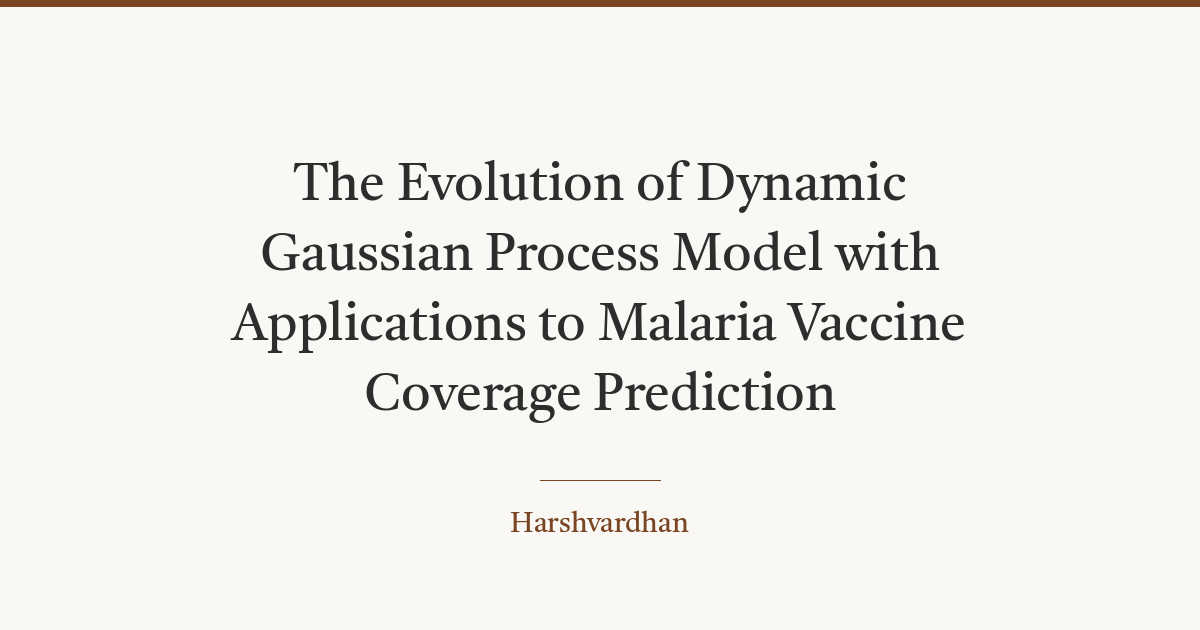 The Evolution of Dynamic
Gaussian Process Model with
Applications to Malaria Vaccine
Coverage Prediction
Harshvardhan